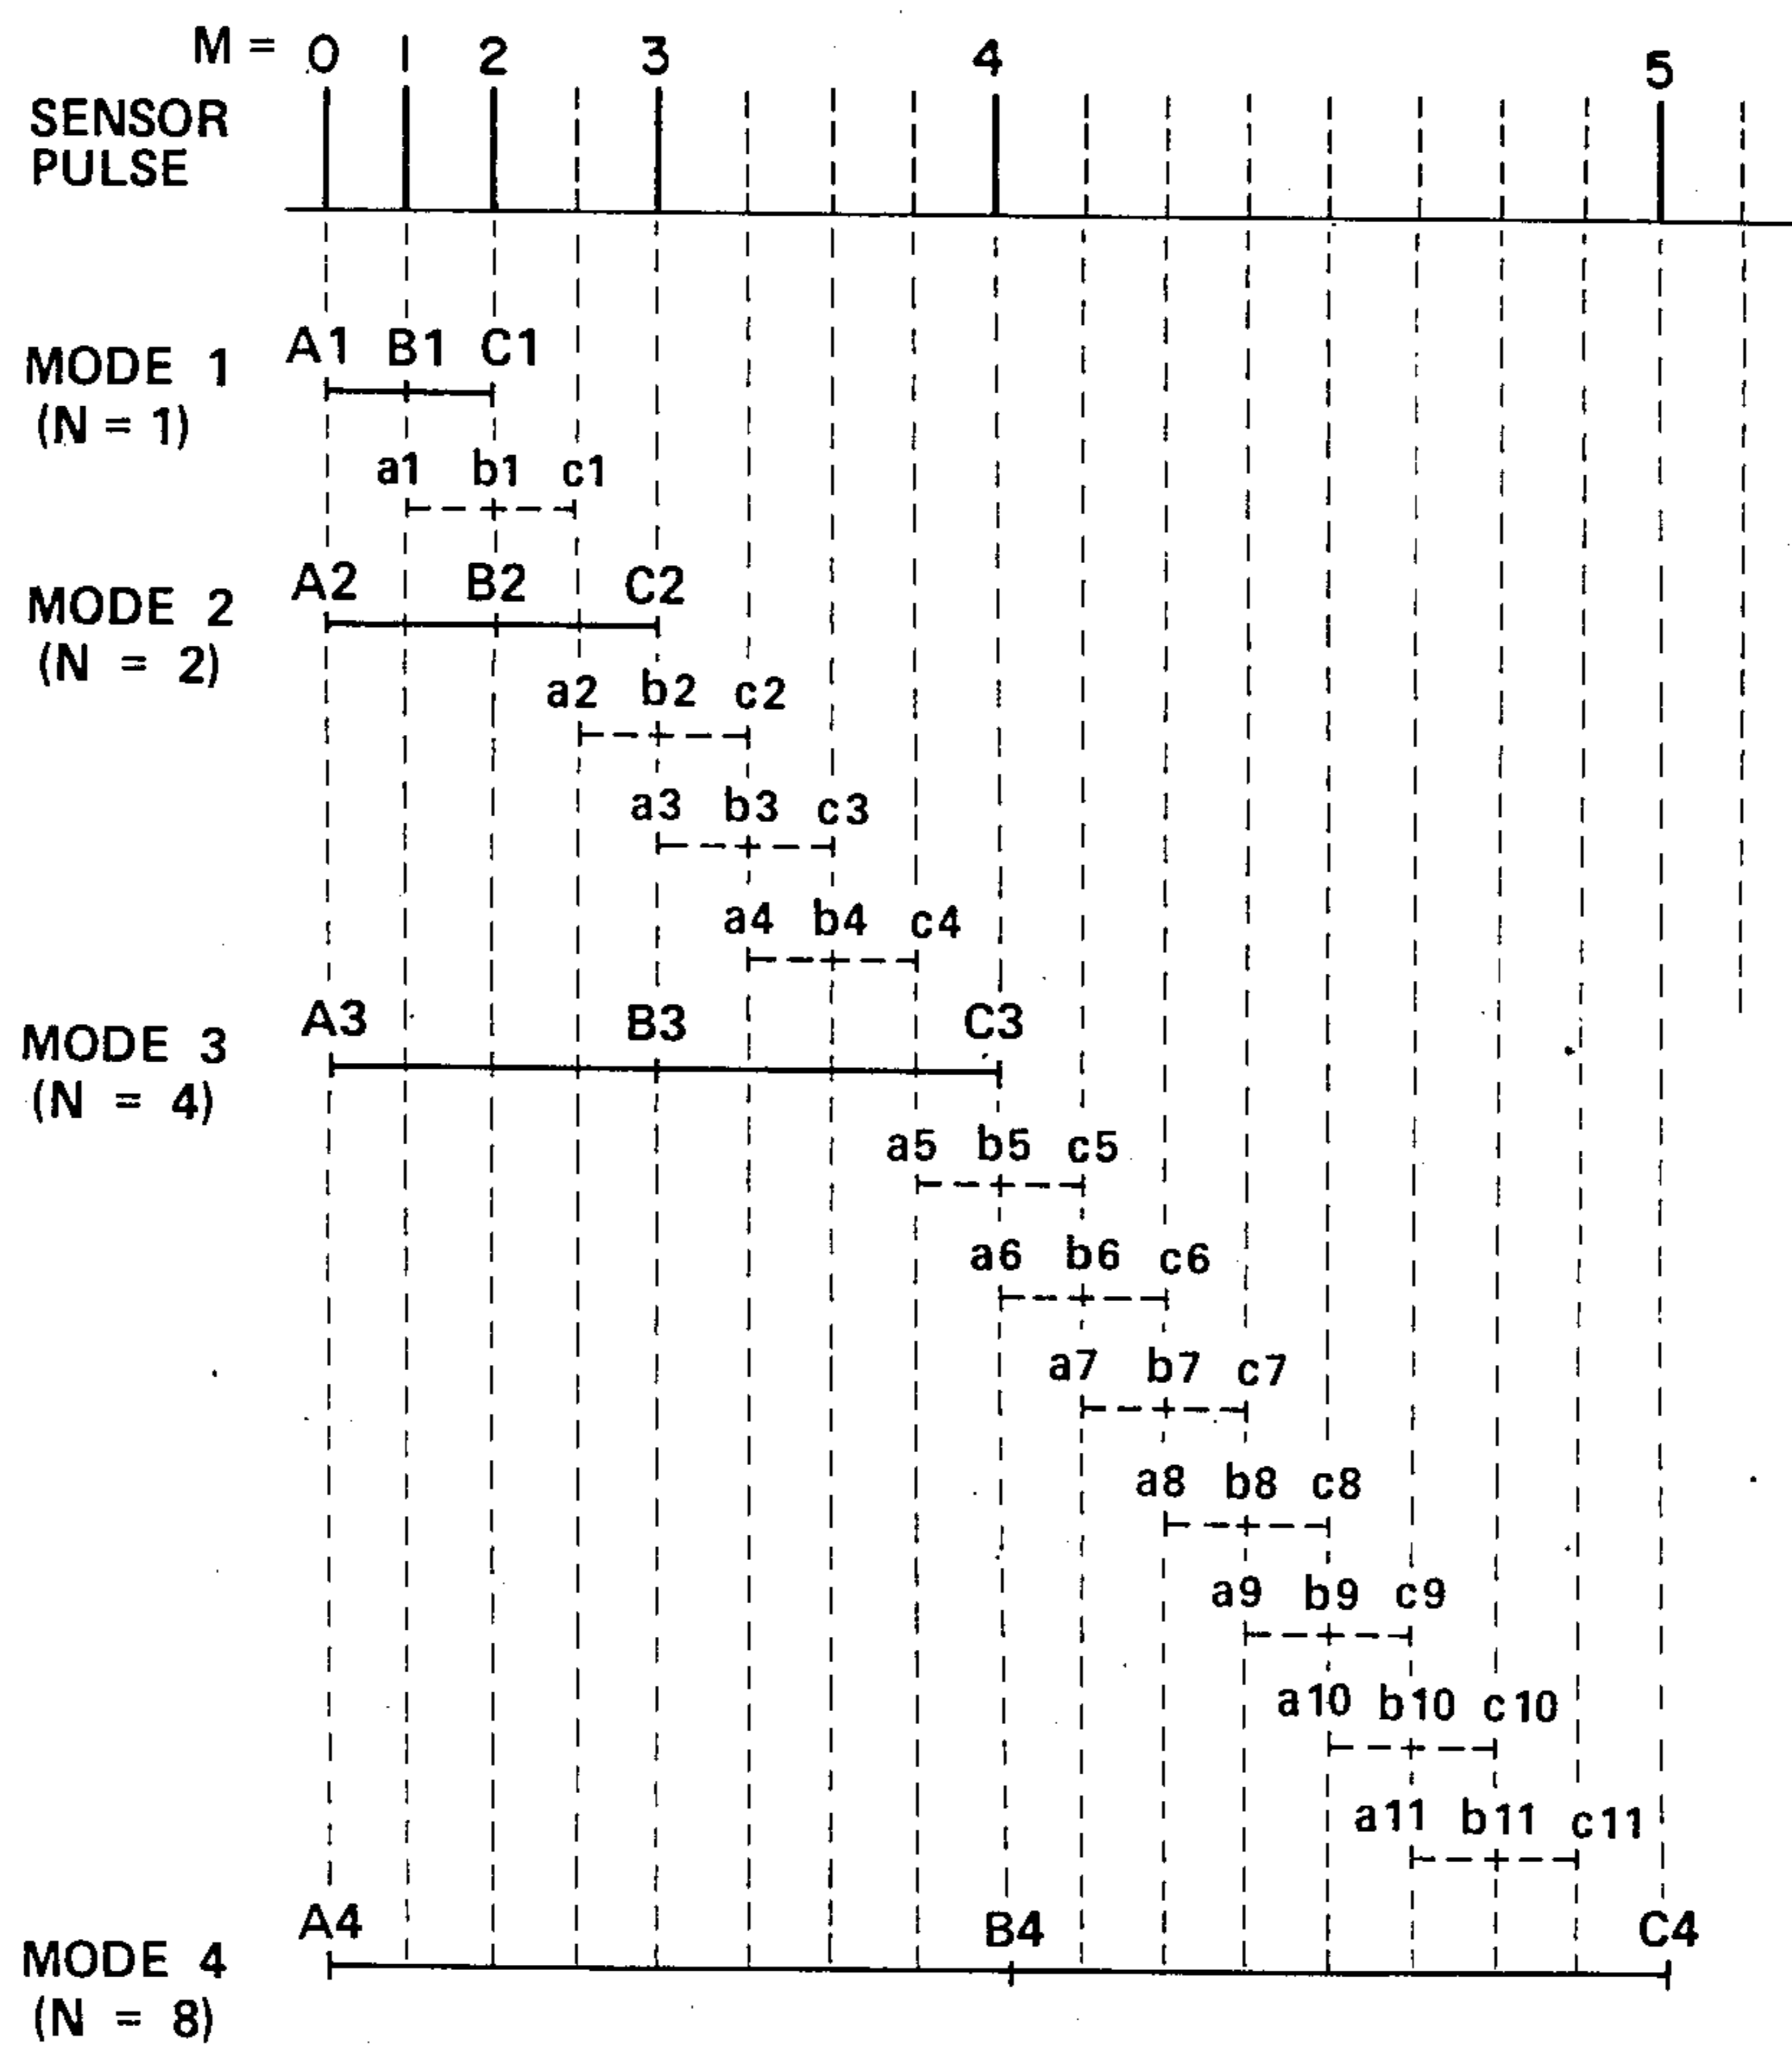 M = 0 1 2 3 4 5
SENSOR
PULSE
A1 B1 C1
MODE 1
(N = 1)
a1 b1 c1
A2 B2 C2
MODE 2
(N = 2)
a2 b2 c2
a3 b3 c3
a4 b4 c4
A3 B3 C3
MODE 3
(N = 4)
a5 b5 c5
a6 b6 c6
a7 b7 c7
a8 b8 c8
a9 b9 c9
a10 b10 c10
a11 b11 c11
A4 B4 C4
MODE 4
(N = 8)